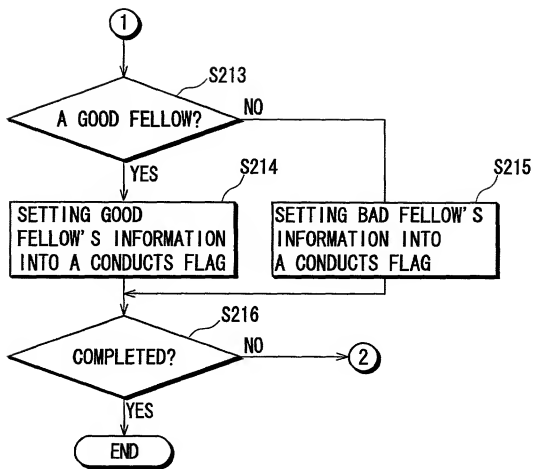 1
S213
A GOOD FELLOW?
NO
YES
S214
S215
SETTING GOOD
FELLOW'S INFORMATION
INTO A CONDUCTS FLAG
SETTING BAD FELLOW'S
INFORMATION INTO
A CONDUCTS FLAG
S216
COMPLETED?
NO
2
YES
END